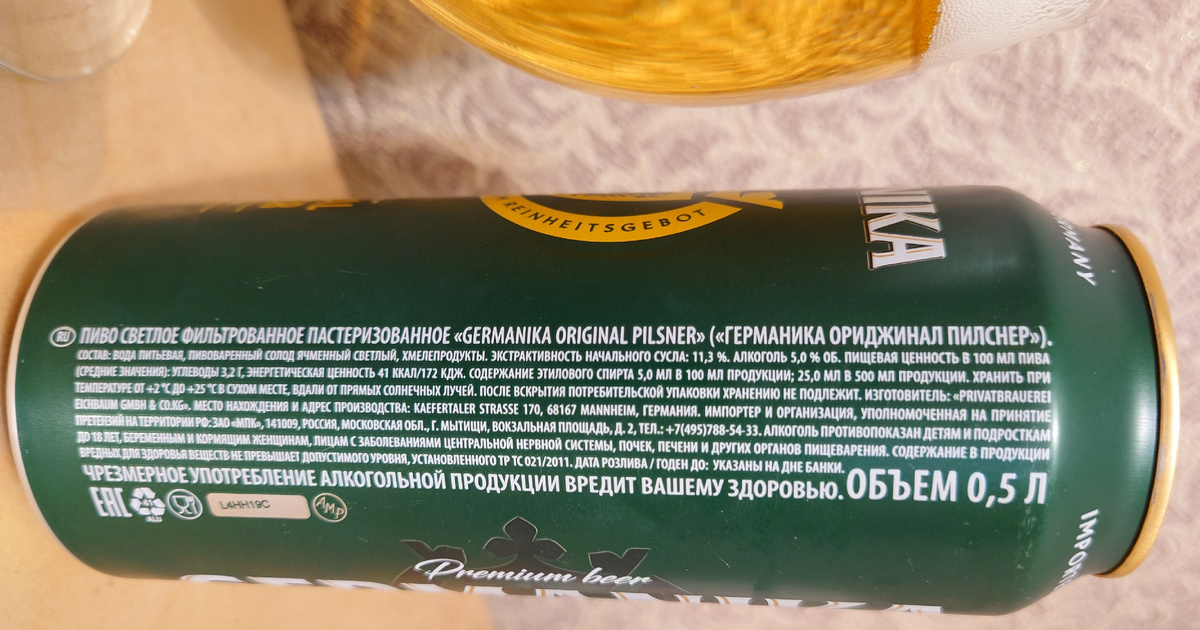 REINHEITSGEBOT
NIKA
RU ПИВО СВЕТЛОЕ ФИЛЬТРОВАННОЕ ПАСТЕРИЗОВАННОЕ «GERMANIKA ORIGINAL PILSNER» («ГЕРМАНИКА ОРИДЖИНАЛ ПИЛСНЕР»).
СОСТАВ: ВОДА ПИТЬЕВАЯ, ПИВОВАРЕННЫЙ СОЛОД ЯЧМЕННЫЙ СВЕТЛЫЙ, ХМЕЛЕПРОДУКТЫ. ЭКСТРАКТИВНОСТЬ НАЧАЛЬНОГО СУСЛА: 11,3 %. АЛКОГОЛЬ 5,0 % ОБ. ПИЩЕВАЯ ЦЕННОСТЬ В 100 МЛ ПИВА
(СРЕДНИЕ ЗНАЧЕНИЯ): УГЛЕВОДЫ 3,2 Г, ЭНЕРГЕТИЧЕСКАЯ ЦЕННОСТЬ 41 ККАЛ/172 КДЖ. СОДЕРЖАНИЕ ЭТИЛОВОГО СПИРТА 5,0 МЛ В 100 МЛ ПРОДУКЦИИ; 25,0 МЛ В 500 МЛ ПРОДУКЦИИ. ХРАНИТЬ ПРИ
ТЕМПЕРАТУРЕ ОТ +2 °C ДО +25 °C В СУХОМ МЕСТЕ, ВДАЛИ ОТ ПРЯМЫХ СОЛНЕЧНЫХ ЛУЧЕЙ. ПОСЛЕ ВСКРЫТИЯ ПОТРЕБИТЕЛЬСКОЙ УПАКОВКИ ХРАНЕНИЮ НЕ ПОДЛЕЖИТ. ИЗГОТОВИТЕЛЬ: «PRIVATBRAUEREI
EICHBAUM GMBH & CO.KG». МЕСТО НАХОЖДЕНИЯ И АДРЕС ПРОИЗВОДСТВА: KAEFERTALER STRASSE 170, 68167 MANNHEIM, ГЕРМАНИЯ. ИМПОРТЕР И ОРГАНИЗАЦИЯ, УПОЛНОМОЧЕННАЯ НА ПРИНЯТИЕ
ПРЕТЕНЗИЙ НА ТЕРРИТОРИИ РФ: ЗАО «МПК», 141009, РОССИЯ, МОСКОВСКАЯ ОБЛ., Г. МЫТИЩИ, ВОКЗАЛЬНАЯ ПЛОЩАДЬ, Д. 2, ТЕЛ.: +7(495)788-54-33. АЛКОГОЛЬ ПРОТИВОПОКАЗАН ДЕТЯМ И ПОДРОСТКАМ
ДО 18 ЛЕТ, БЕРЕМЕННЫМ И КОРМЯЩИМ ЖЕНЩИНАМ, ЛИЦАМ С ЗАБОЛЕВАНИЯМИ ЦЕНТРАЛЬНОЙ НЕРВНОЙ СИСТЕМЫ, ПОЧЕК, ПЕЧЕНИ И ДРУГИХ ОРГАНОВ ПИЩЕВАРЕНИЯ. СОДЕРЖАНИЕ В ПРОДУКЦИИ
ВРЕДНЫХ ДЛЯ ЗДОРОВЬЯ ВЕЩЕСТВ НЕ ПРЕВЫШАЕТ ДОПУСТИМОГО УРОВНЯ, УСТАНОВЛЕННОГО ТР ТС 021/2011. ДАТА РОЗЛИВА / ГОДЕН ДО: УКАЗАНЫ НА ДНЕ БАНКИ.
ЧРЕЗМЕРНОЕ УПОТРЕБЛЕНИЕ АЛКОГОЛЬНОЙ ПРОДУКЦИИ ВРЕДИТ ВАШЕМУ ЗДОРОВЬЮ. ОБЪЕМ 0,5 Л
EAC ALU L4HH19C AMP
Premium beer